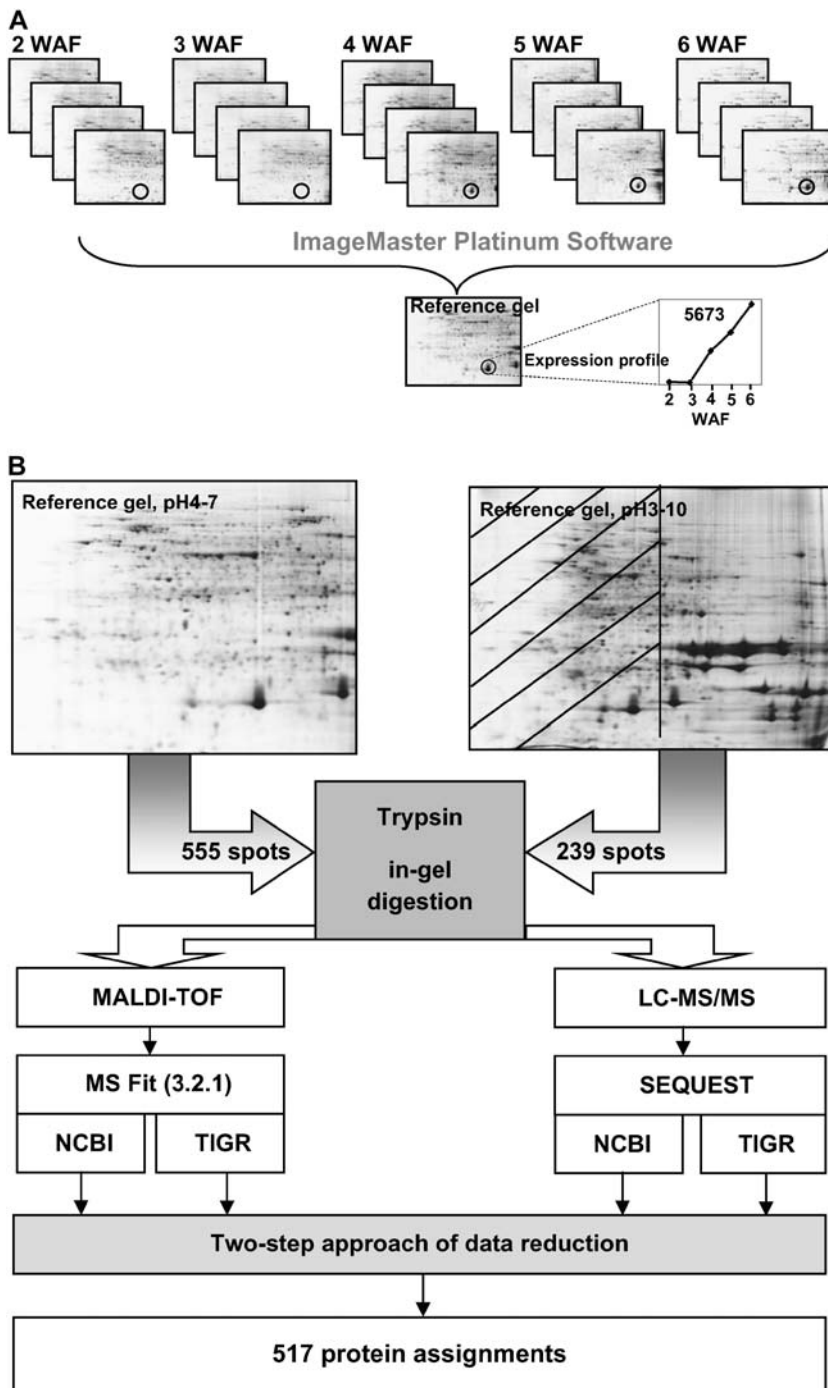 A
2 WAF 3 WAF 4 WAF 5 WAF 6 WAF
ImageMaster Platinum Software
Reference gel
5673
Expression profile
2 3 4 5 6
WAF
B
Reference gel, pH4-7
Reference gel, pH3-10
Trypsin
in-gel
digestion
555 spots
239 spots
MALDI-TOF
LC-MS/MS
MS Fit (3.2.1)
SEQUEST
NCBI TIGR
NCBI TIGR
Two-step approach of data reduction
517 protein assignments